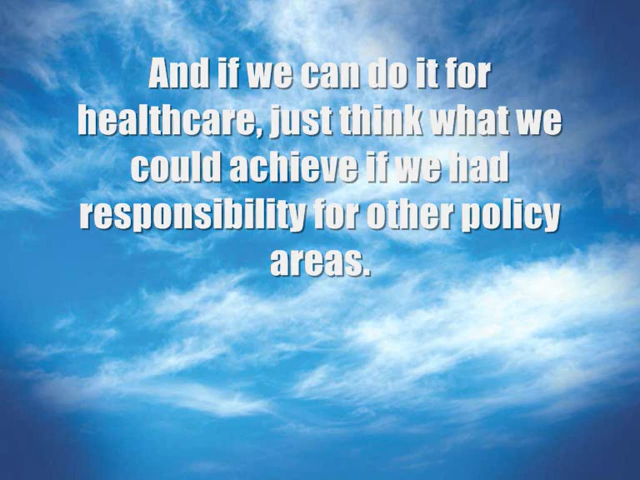 And if we can do it for
healthcare, just think what we
could achieve if we had
responsibility for other policy
areas.